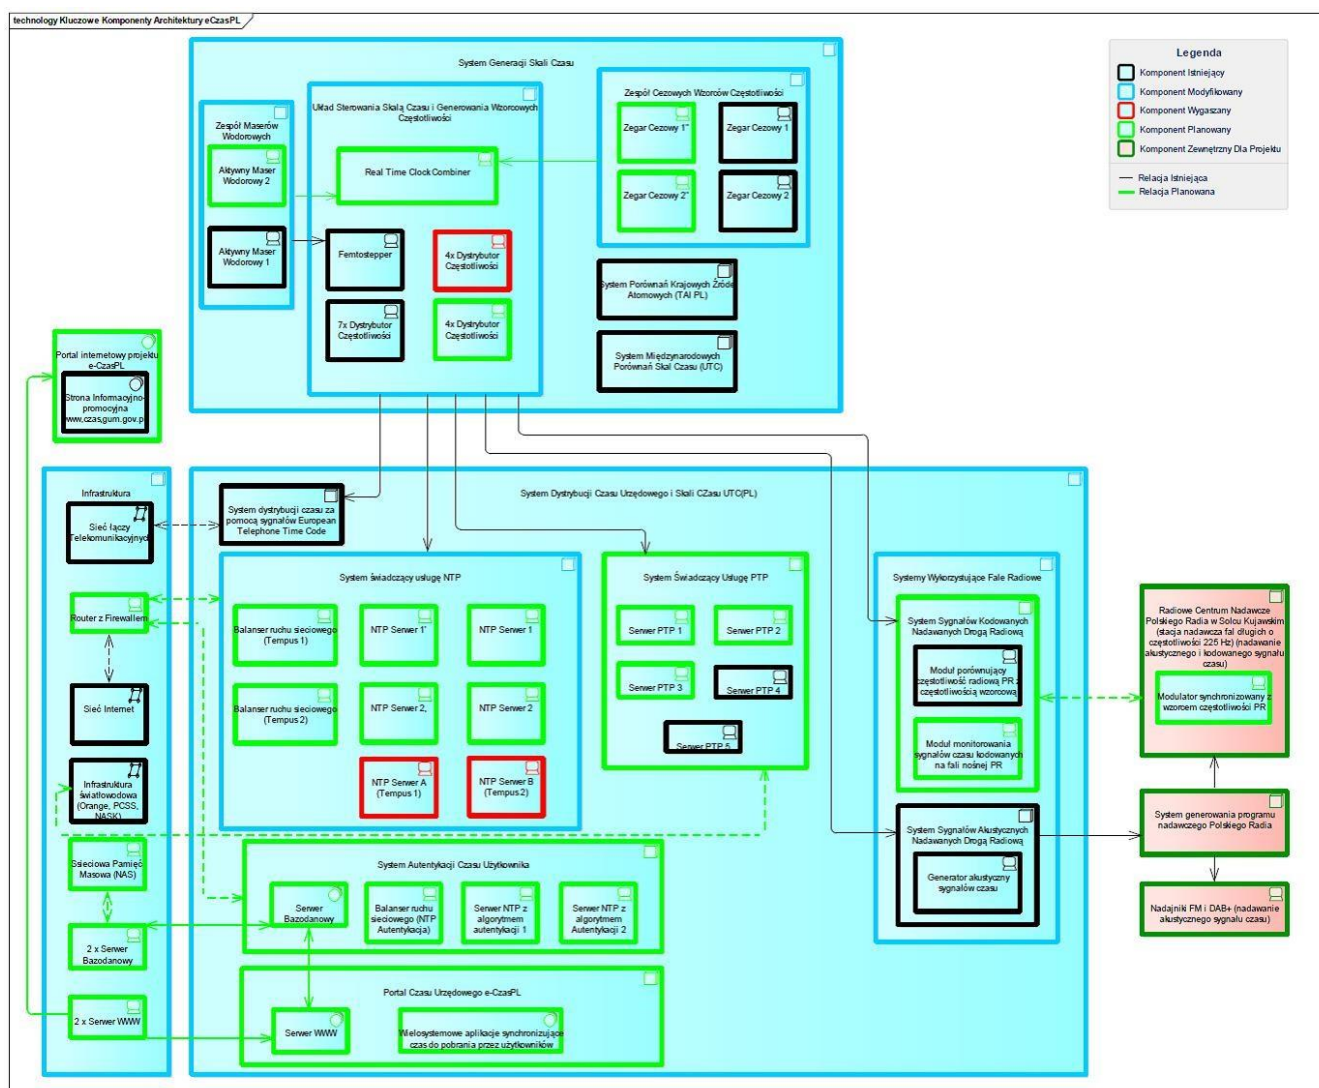 technology Kluczowe Komponenty Architektury eCzasPL
Legenda
Komponent Istniejący
Komponent Modyfikowany
Komponent Wygaszany
Komponent Planowany
Komponent Zewnętrzny Dla Projektu
Relacja Istniejąca
Relacja Planowana
System Generacji Skali Czasu
Zespół Maserów
Wodorowych
Aktywny Maser
Wodorowy 2
Aktywny Maser
Wodorowy 1
Układ Sterowania Skalą Czasu i Generowania Wzorcowych
Częstotliwości
Real Time Clock Combiner
Femtostepper
4x Dystrybutor
Częstotliwości
7x Dystrybutor
Częstotliwości
4x Dystrybutor
Częstotliwości
Zespół Cezowych Wzorców Częstotliwości
Zegar Cezowy 1"
Zegar Cezowy 1
Zegar Cezowy 2"
Zegar Cezowy 2
System Porównań Krajowych Źróde
Atomowych (TAI PL)
System Międzynarodowych
Porównań Skal Czasu (UTC)
Portal internetowy projektu
e-CzasPL
Strona Informacyjno-
promocyjna
www.czas.gum.gov.p
Infrastruktura
Sieć łączy
Telekomunikacyjnych
Router z Firewallem
Sieć Internet
Infrastruktura
światłowodowa
(Orange, PCSS,
NASK)
Ssieciowa Pamięć
Masowa (NAS)
2 x Serwer
Bazodanowy
2 x Serwer WWW
System Dystrybucji Czasu Urzędowego i Skali CZasu UTC(PL)
System dystrybucji czasu za
pomocą sygnałów European
Telephone Time Code
System świadczący usługę NTP
Balanser ruchu sieciowego
(Tempus 1)
NTP Serwer 1'
NTP Serwer 1
Balanser ruchu sieciowego
(Tempus2)
NTP Serwer 2,
NTP Serwer 2
NTP Serwer A
(Tempus 1)
NTP Serwer B
(Tempus.2)
System Świadczący Usługę PTP
Serwer PTP 1
Serwer PTP 2
Serwer PTP 3
Serwer PTP 4
Serwer PTP 5
Systemy Wykorzystujące Fale Radiowe
System Sygnałów Kodowanych
Nadawanych Drogą Radiową
Moduł porównujący
częstotliwość radiową PR z
częstotliwością wzorcową
Moduł monitorowania
sygnałów czasu kodowanych
na fali nośnej PR
System Sygnałów Akustycznych
Nadawanych Drogą Radiową
Generator akustyczny
sygnałów czasu
Radiowe Centrum Nadawcze
Polskiego Radia w Solcu Kujawskim
(stacja nadawcza fal długich o
częstotliwości 225 Hz) (nadawanie
akustycznego i kodowanego sygnału
czasu)
Modulator synchronizowany z
wzorcem częstotliwości PR
System generowania programu
nadawczego Polskiego Radia
Nadajniki FM i DAB+ (nadawanie
akustycznego sygnału czasu)
System Autentykacji Czasu Użytkownika
Serwer
Bazodanowy
Balanser ruchu
sieciowego (NTP
Autentykacja)
Serwer NTP z
algorytmem
autentykacji 1
Serwer NTP z
algorytmem
Autentykacji 2
Portal Czasu Urzędowego e-CzasPL
Serwer WWW
Wielosystemowe aplikacje synchronizujące
czas do pobrania przez użytkowników